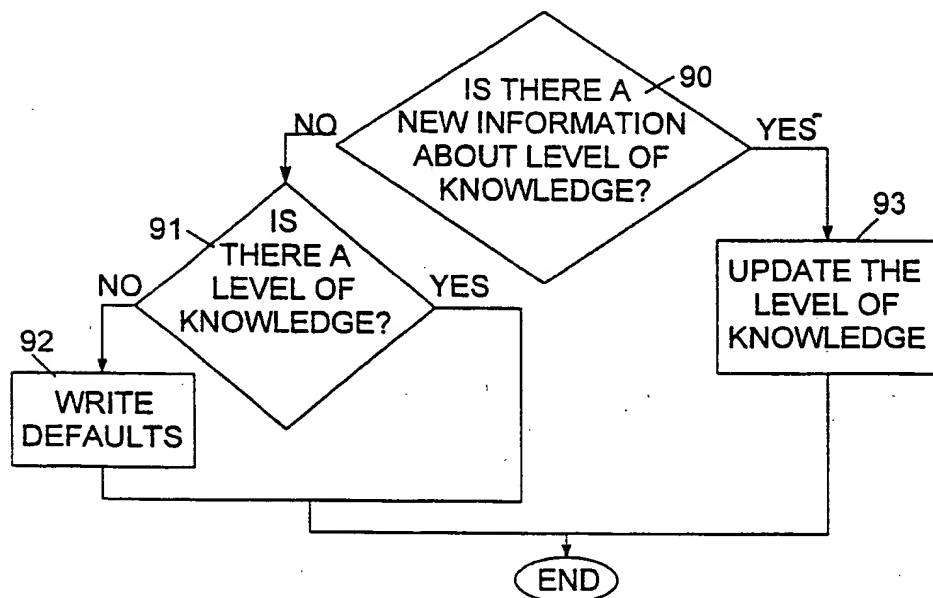 90
IS THERE A
NEW INFORMATION
ABOUT LEVEL OF
KNOWLEDGE?
NO
YES
91
IS
THERE A
LEVEL OF
KNOWLEDGE?
NO
YES
93
UPDATE THE
LEVEL OF
KNOWLEDGE
92
WRITE
DEFAULTS
END